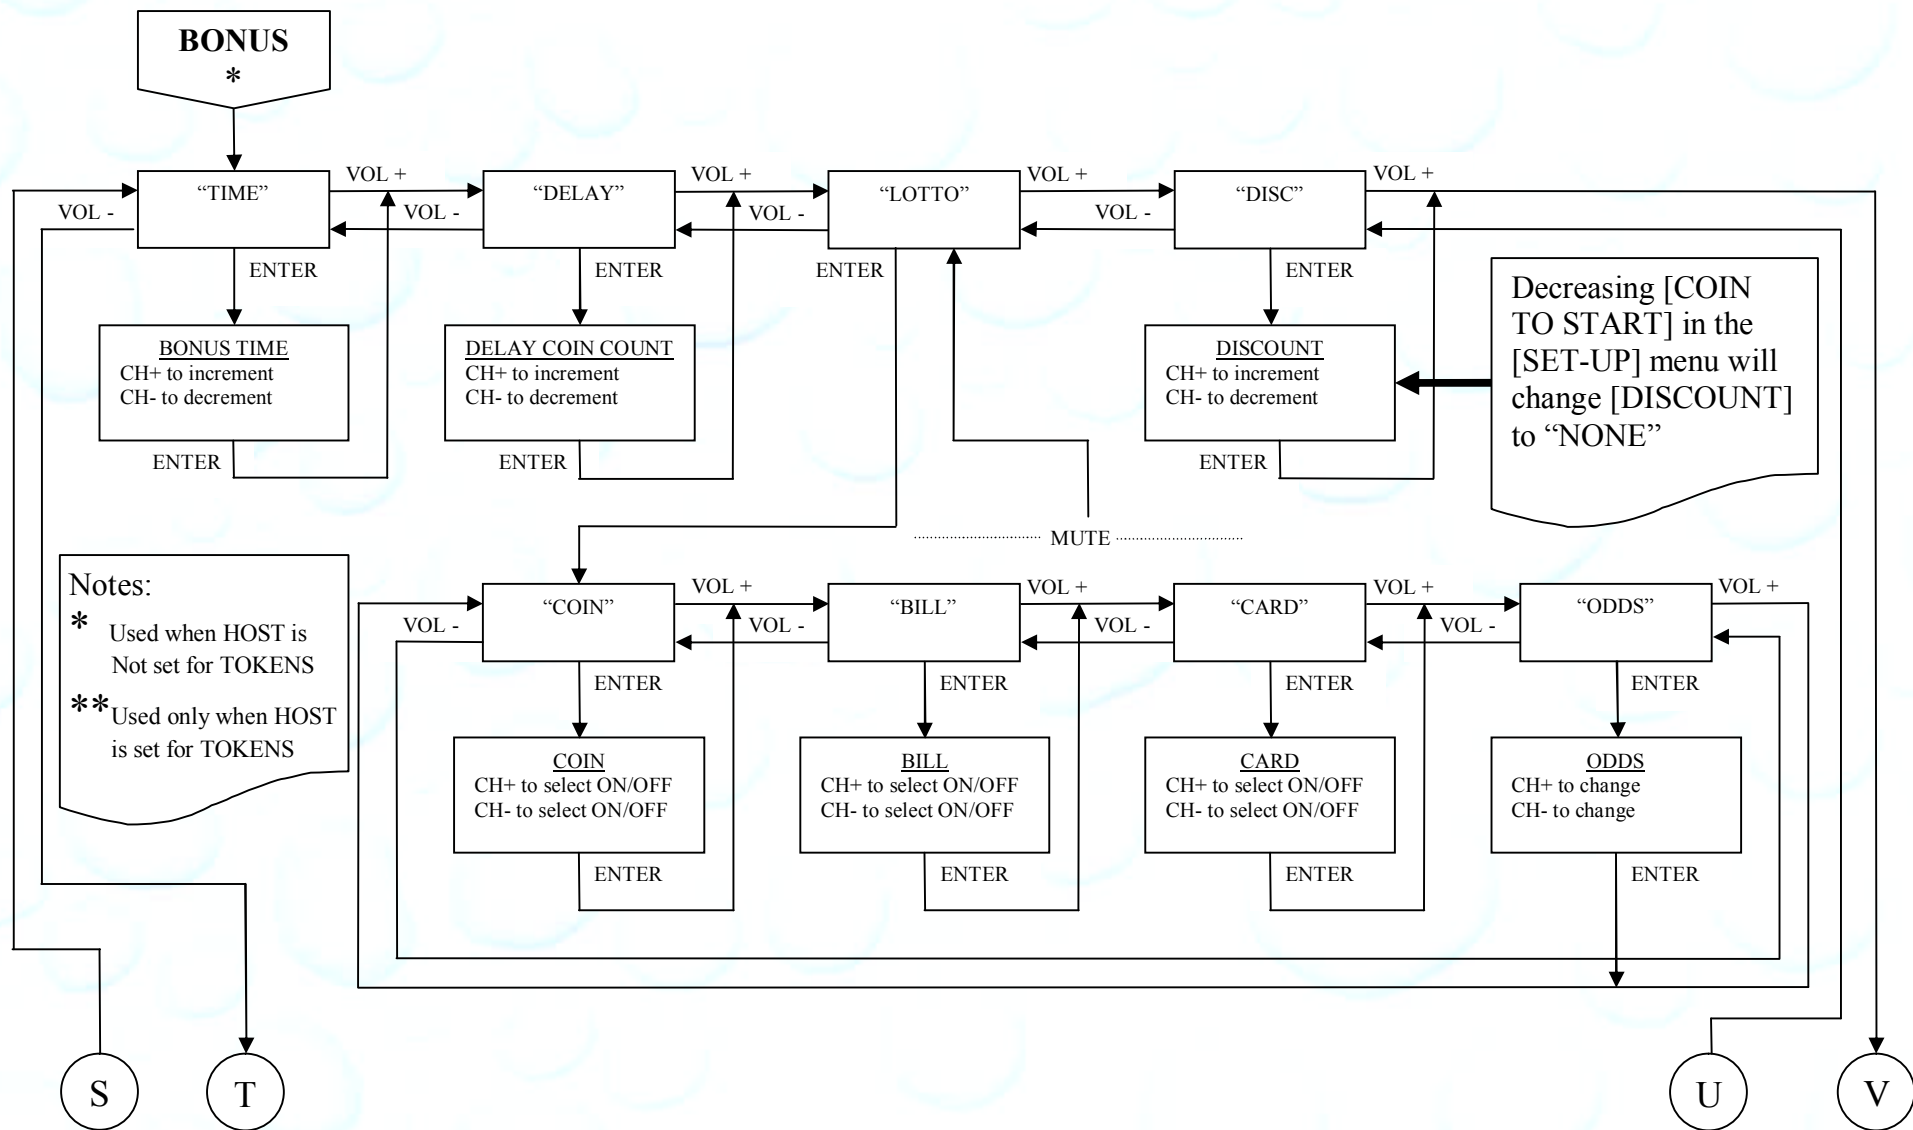 BONUS
*
“TIME”
VOL +
VOL -
“DELAY”
VOL +
VOL -
“LOTTO”
VOL +
VOL -
“DISC”
VOL +
VOL -
ENTER
ENTER
ENTER
ENTER
BONUS TIME
CH+ to increment
CH- to decrement
ENTER
DELAY COIN COUNT
CH+ to increment
CH- to decrement
ENTER
DISCOUNT
CH+ to increment
CH- to decrement
ENTER
Decreasing [COIN
TO START] in the
[SET-UP] menu will
change [DISCOUNT]
to “NONE”
MUTE
Notes:
* Used when HOST is
Not set for TOKENS
** Used only when HOST
is set for TOKENS
“COIN”
VOL +
VOL -
“BILL”
VOL +
VOL -
“CARD”
VOL +
VOL -
“ODDS”
VOL +
VOL -
ENTER
ENTER
ENTER
ENTER
COIN
CH+ to select ON/OFF
CH- to select ON/OFF
ENTER
BILL
CH+ to select ON/OFF
CH- to select ON/OFF
ENTER
CARD
CH+ to select ON/OFF
CH- to select ON/OFF
ENTER
ODDS
CH+ to change
CH- to change
ENTER
S
T
U
V